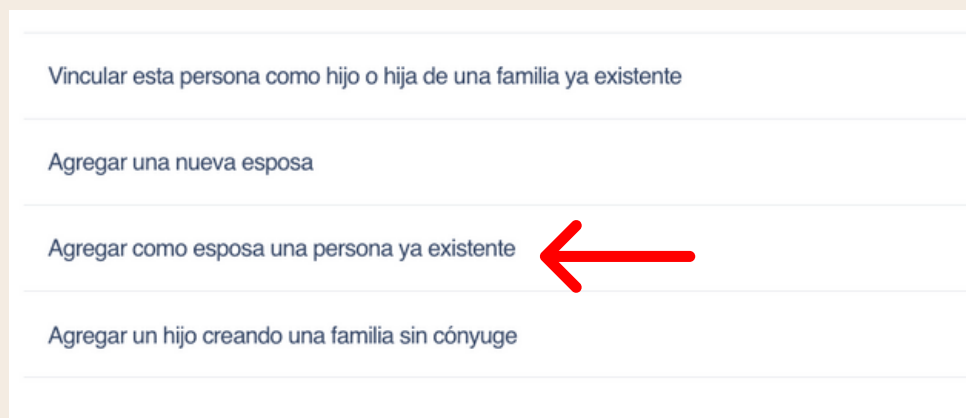 Vincular esta persona como hijo o hija de una familia ya existente
Agregar una nueva esposa
Agregar como esposa una persona ya existente
Agregar un hijo creando una familia sin cónyuge